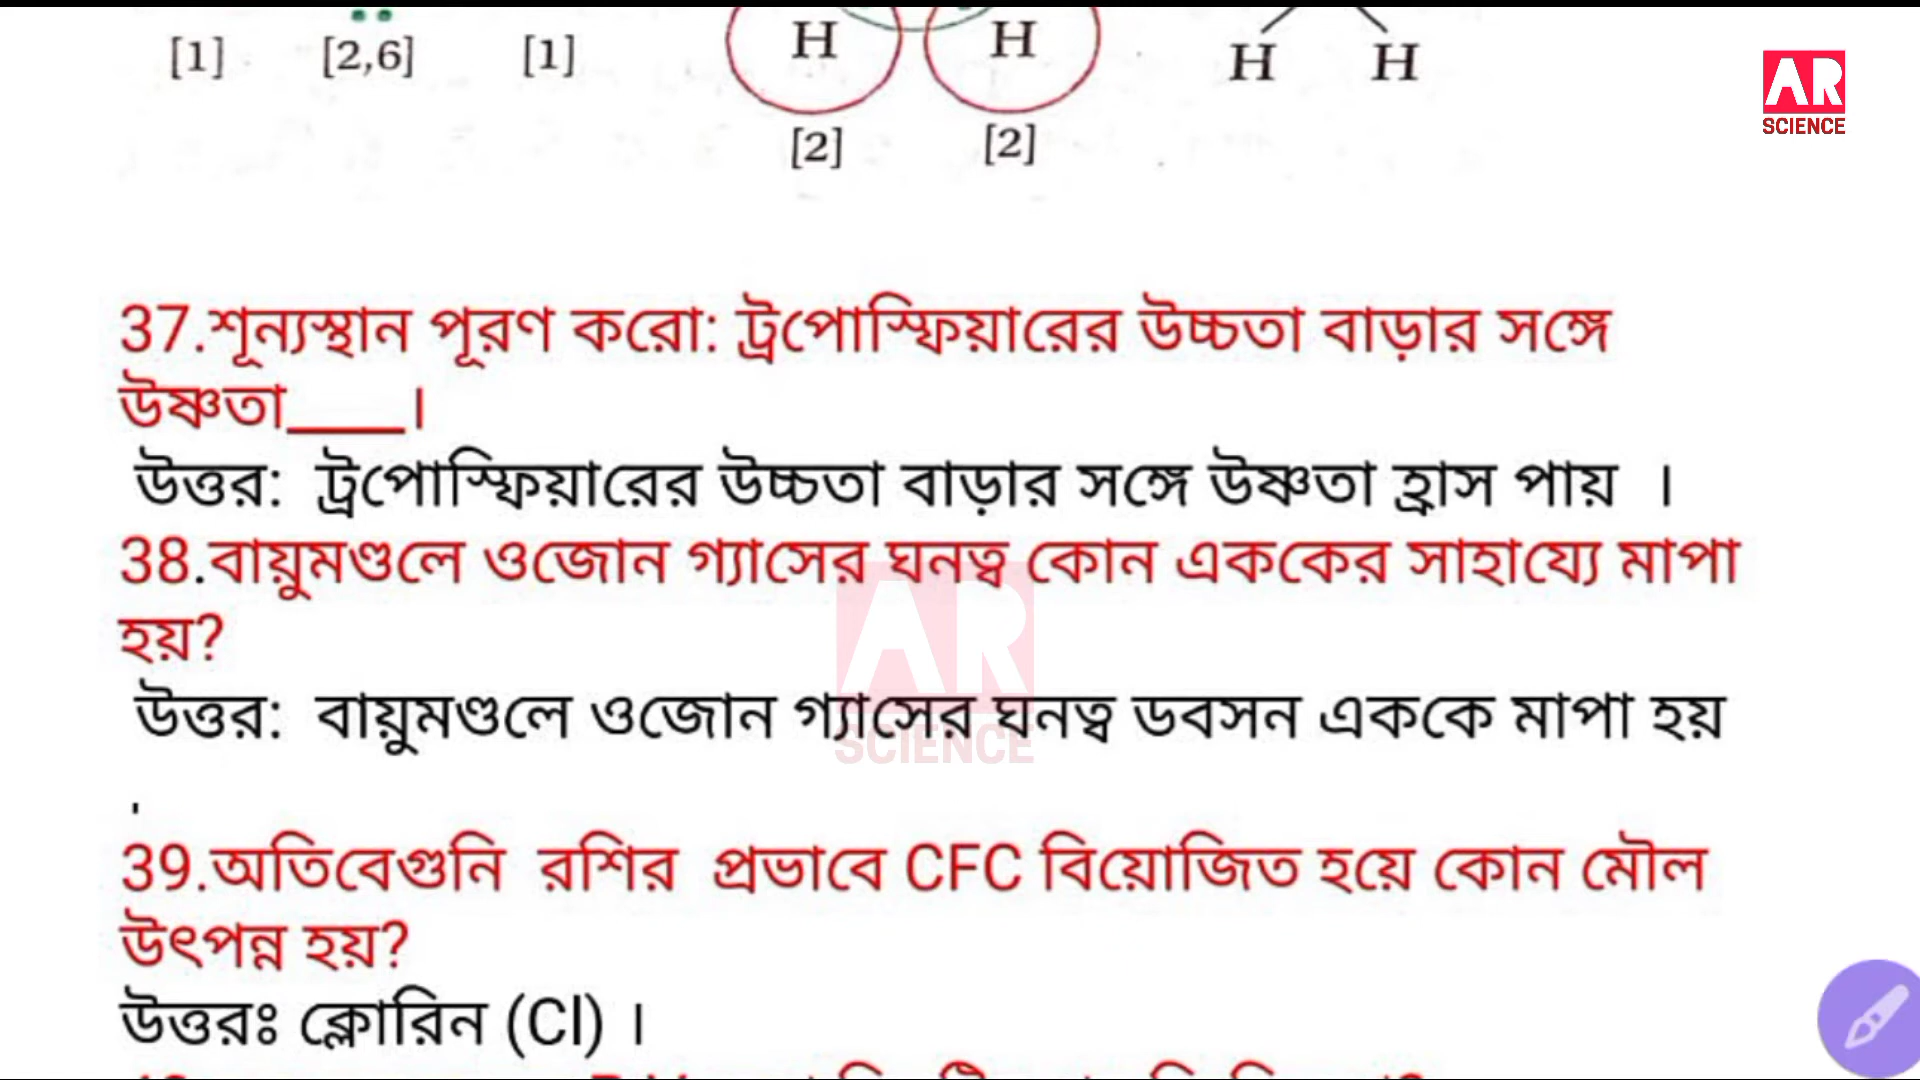 [1] [2,6] [1] H H H H
AR
SCIENCE
[2] [2]
37.শূন্যস্থান পূরণ করো: ট্রপোস্ফিয়ারের উচ্চতা বাড়ার সঙ্গে
উষ্ণতা____।
উত্তর: ট্রপোস্ফিয়ারের উচ্চতা বাড়ার সঙ্গে উষ্ণতা হ্রাস পায় ।
38.বায়ুমণ্ডলে ওজোন গ্যাসের ঘনত্ব কোন এককের সাহায্যে মাপা
হয়?
উত্তর: বায়ুমণ্ডলে ওজোন গ্যাসের ঘনত্ব ডবসন এককে মাপা হয়
AR
SCIENCE
39.অতিবেগুনি রশির প্রভাবে CFC বিয়োজিত হয়ে কোন মৌল
উৎপন্ন হয়?
উত্তরঃ ক্লোরিন (Cl) ।